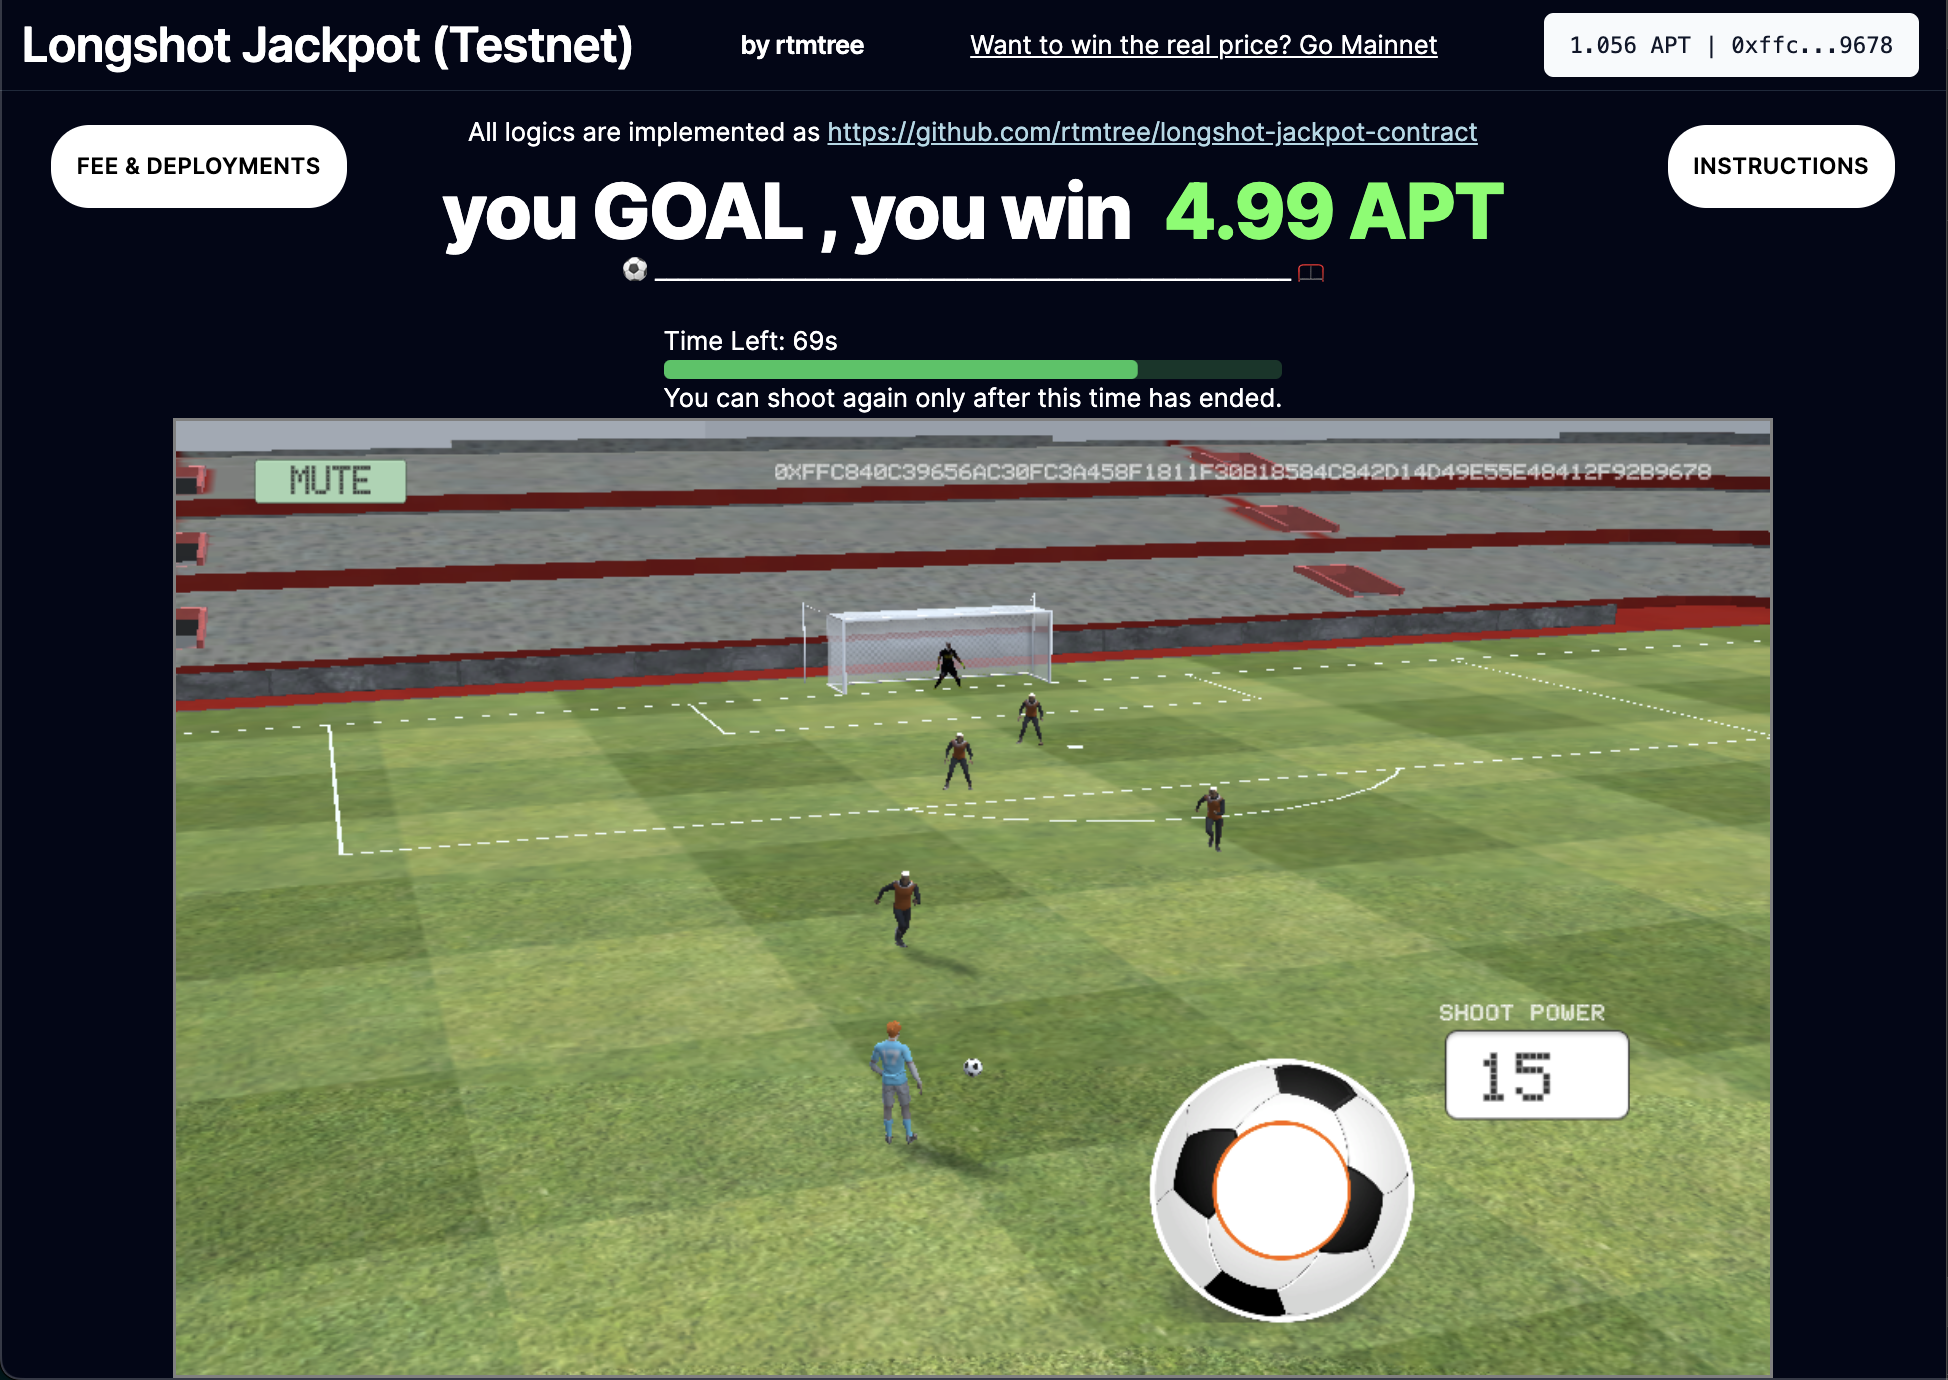 Longshot Jackpot (Testnet)
by rtmtree
Want to win the real price? Go Mainnet
1.056 APT | 0xffc...9678
FEE & DEPLOYMENTS
All logics are implemented as https://github.com/rtmtree/longshot-jackpot-contract
INSTRUCTIONS
you GOAL , you win 4.99 APT
Time Left: 69s
You can shoot again only after this time has ended.
MUTE
0XFFC840C39656AC30FC3A458F1811F30B18584C842D14D49E55E48412F92B9678
SHOOT POWER
15